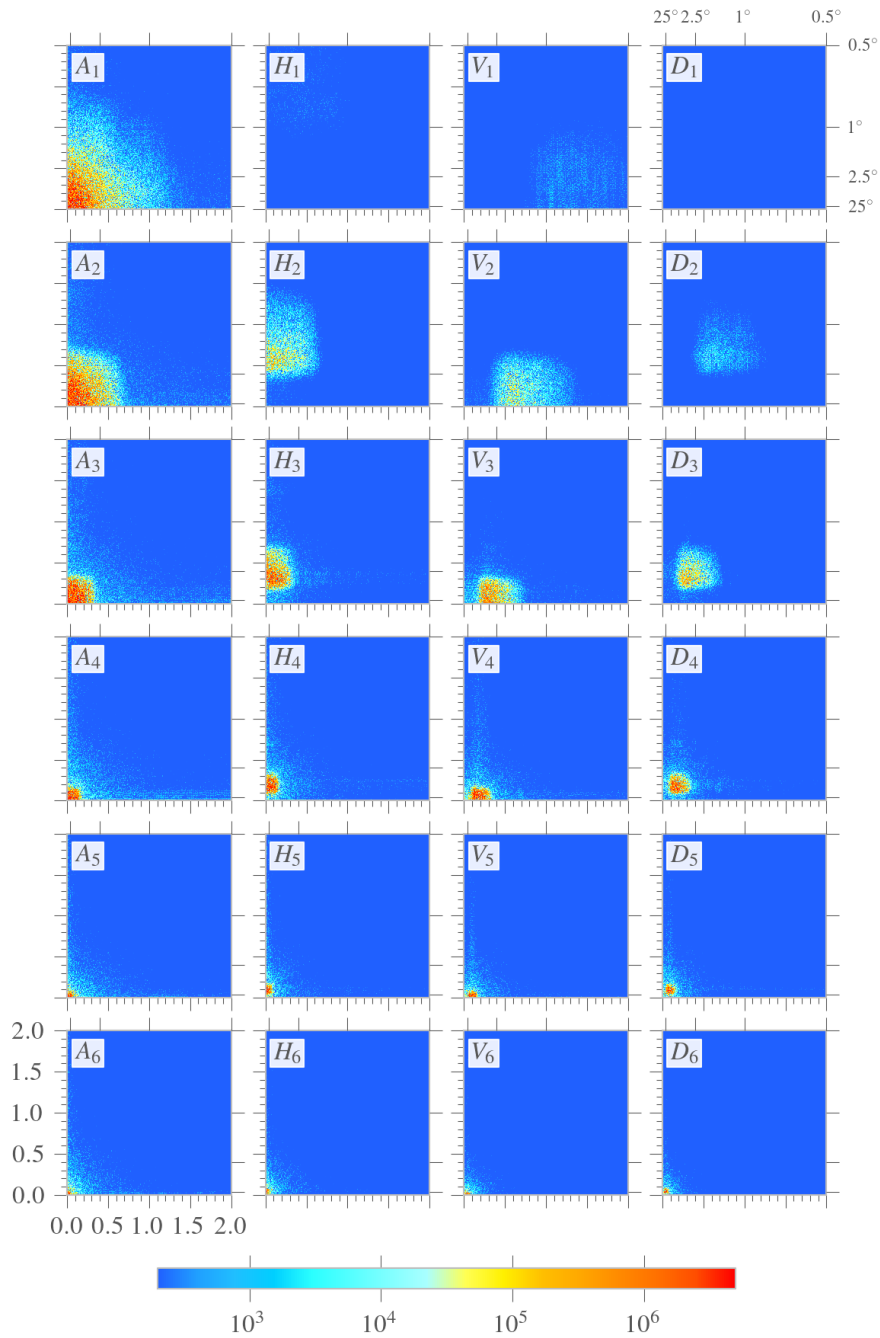 25° 2.5° 1° 0.5°
A₁ H₁ V₁ D₁ 0.5°
1°
2.5°
25°
A₂ H₂ V₂ D₂
A₃ H₃ V₃ D₃
A₄ H₄ V₄ D₄
A₅ H₅ V₅ D₅
2.0 A₆ H₆ V₆ D₆
1.5
1.0
0.5
0.0
0.0 0.5 1.0 1.5 2.0
10³ 10⁴ 10⁵ 10⁶